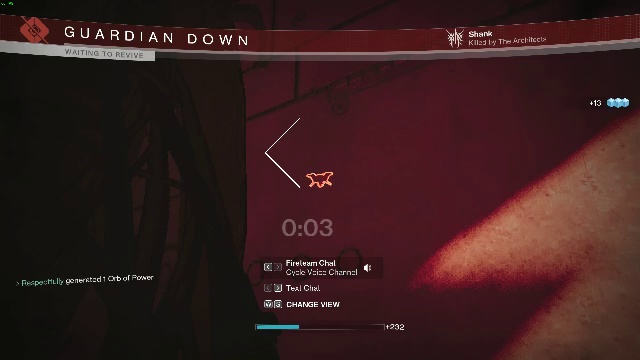 GUARDIAN DOWN
WAITING TO REVIVE
Shank
Killed by The Architects
+13
0:03
Fireteam Chat
Cycle Voice Channel
Text Chat
CHANGE VIEW
> Respectfully generated 1 Orb of Power
+232